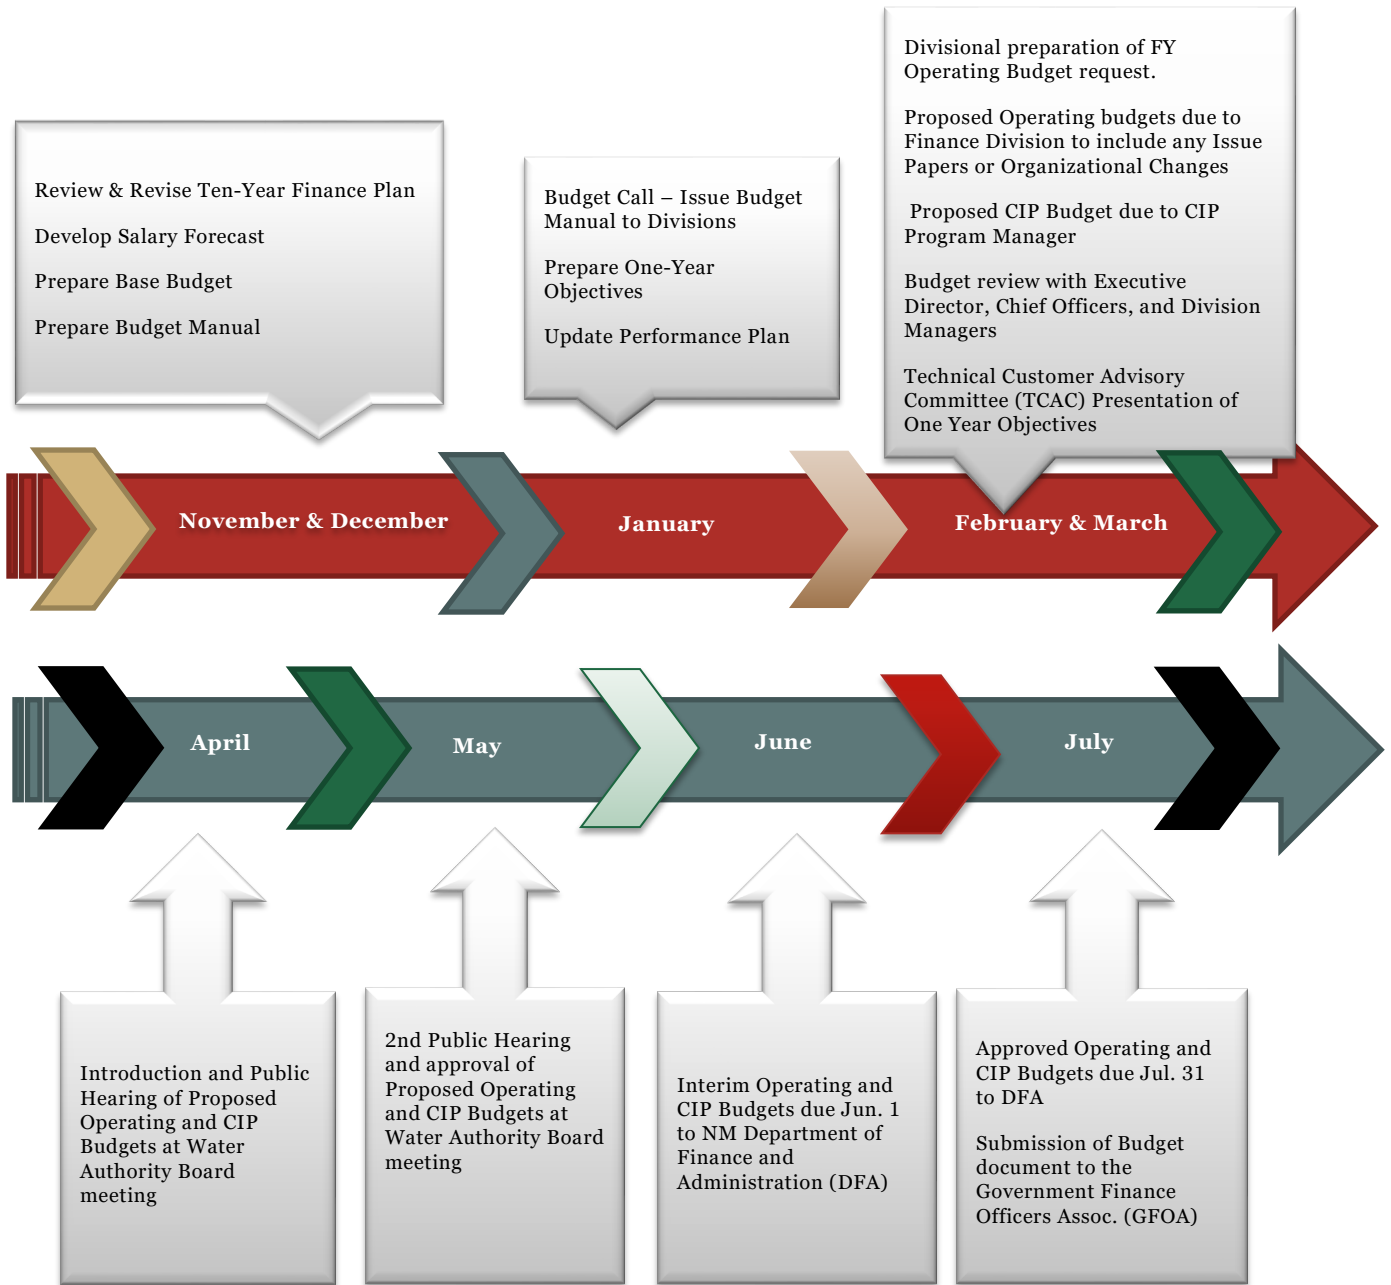 Review & Revise Ten-Year Finance Plan
Develop Salary Forecast
Prepare Base Budget
Prepare Budget Manual
Budget Call – Issue Budget
Manual to Divisions
Prepare One-Year
Objectives
Update Performance Plan
Divisional preparation of FY
Operating Budget request.
Proposed Operating budgets due to
Finance Division to include any Issue
Papers or Organizational Changes
Proposed CIP Budget due to CIP
Program Manager
Budget review with Executive
Director, Chief Officers, and Division
Managers
Technical Customer Advisory
Committee (TCAC) Presentation of
One Year Objectives
November & December
January
February & March
April
May
June
July
Introduction and Public
Hearing of Proposed
Operating and CIP
Budgets at Water
Authority Board
meeting
2nd Public Hearing
and approval of
Proposed Operating
and CIP Budgets at
Water Authority Board
meeting
Interim Operating and
CIP Budgets due Jun. 1
to NM Department of
Finance and
Administration (DFA)
Approved Operating and
CIP Budgets due Jul. 31
to DFA
Submission of Budget
document to the
Government Finance
Officers Assoc. (GFOA)